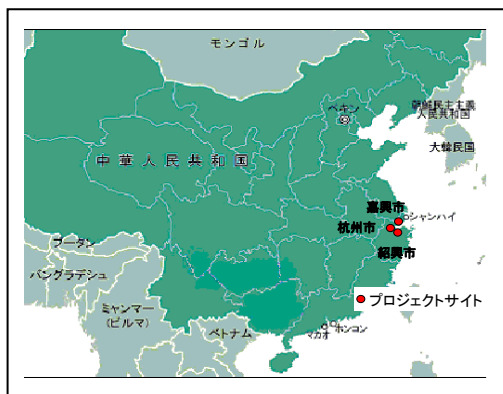 モンゴル
ペキン
朝鮮民主主義
人民共和国
大韓民国
中華人民共和国
嘉興市
シャンハイ
杭州市
紹興市
ブータン
バングラデシュ
ミャンマー
(ビルマ)
ベトナム
マカオ
ホンコン
プロジェクトサイト